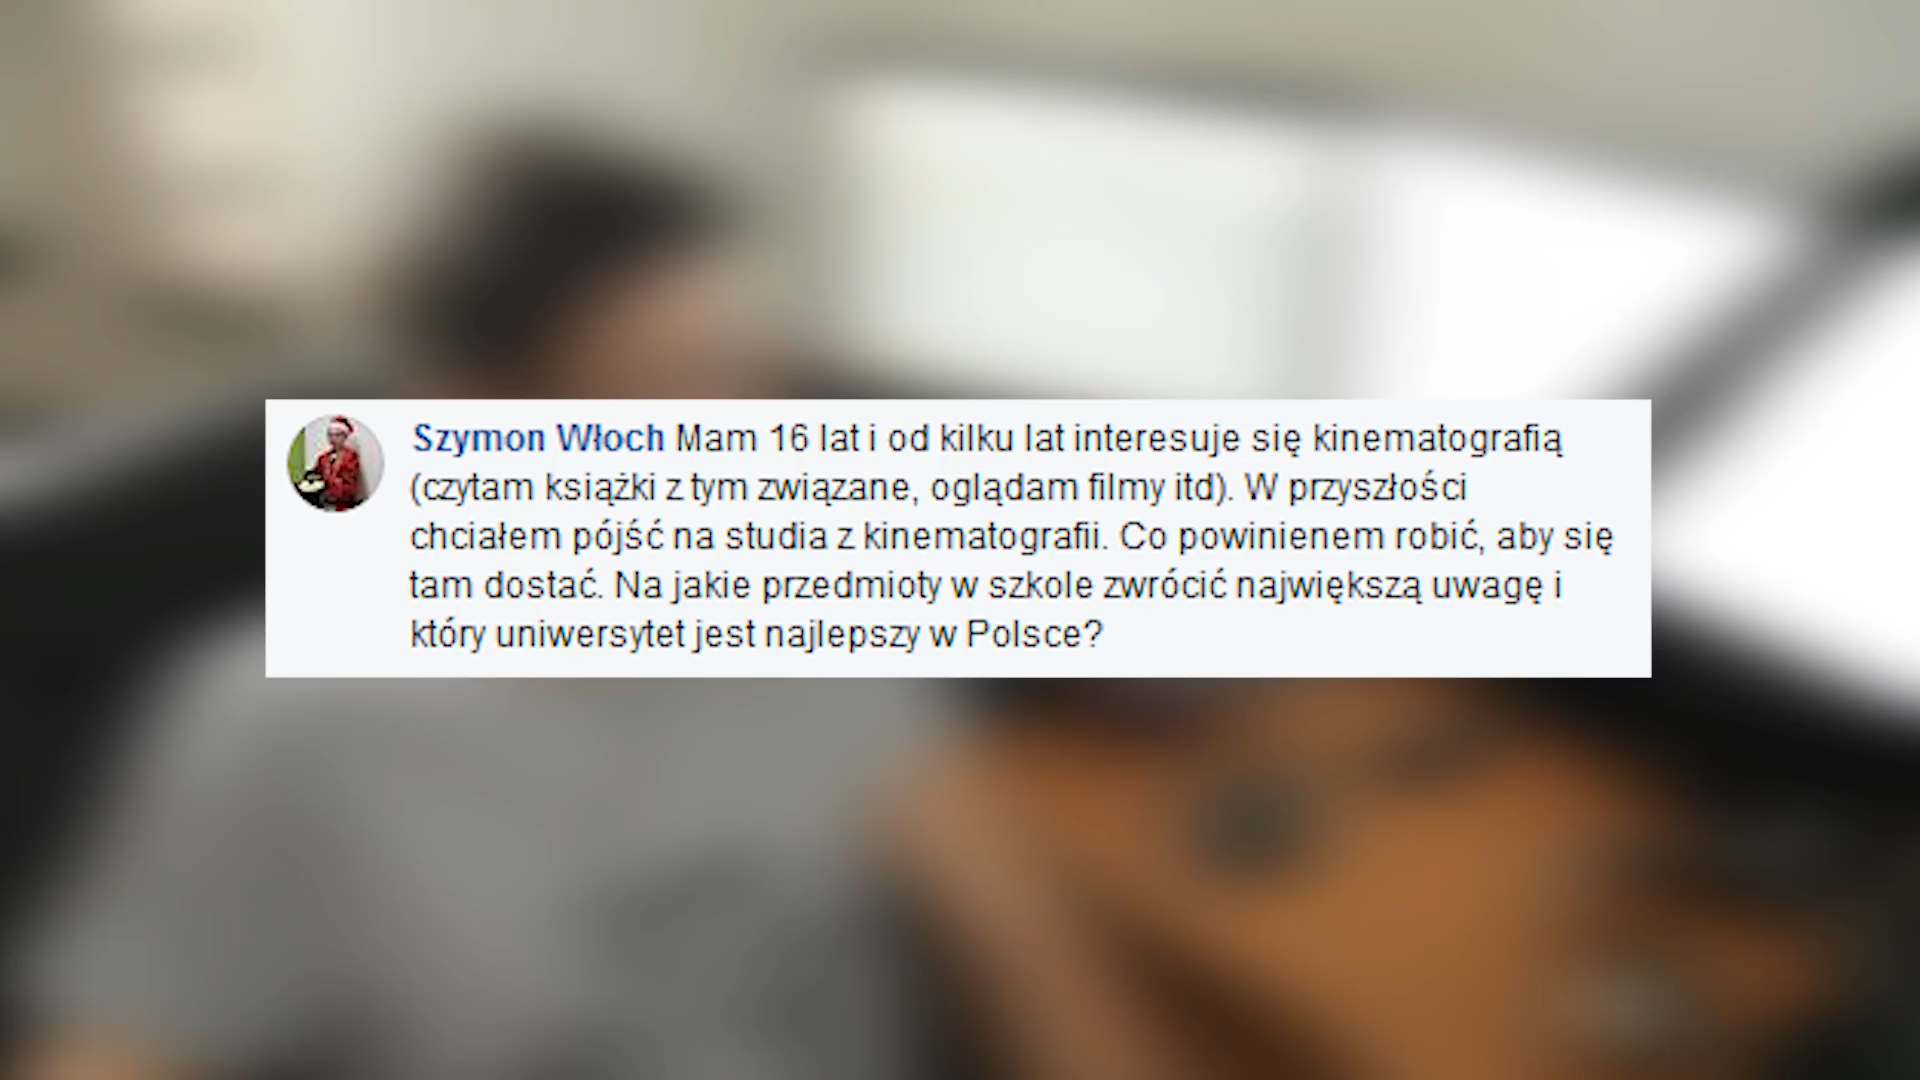 Szymon Włoch Mam 16 lat i od kilku lat interesuje się kinematografią
(czytam książki z tym związane, oglądam filmy itd). W przyszłości
chciałem pójść na studia z kinematografii. Co powinienem robić, aby się
tam dostać. Na jakie przedmioty w szkole zwrócić największą uwagę i
który uniwersytet jest najlepszy w Polsce?